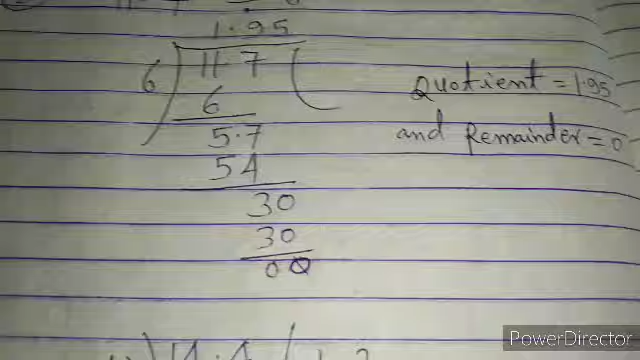 1.95
6 11.7
6
5.7
54
30
30
00
Quotient = 1.95
and Remainder = 0
PowerDirector